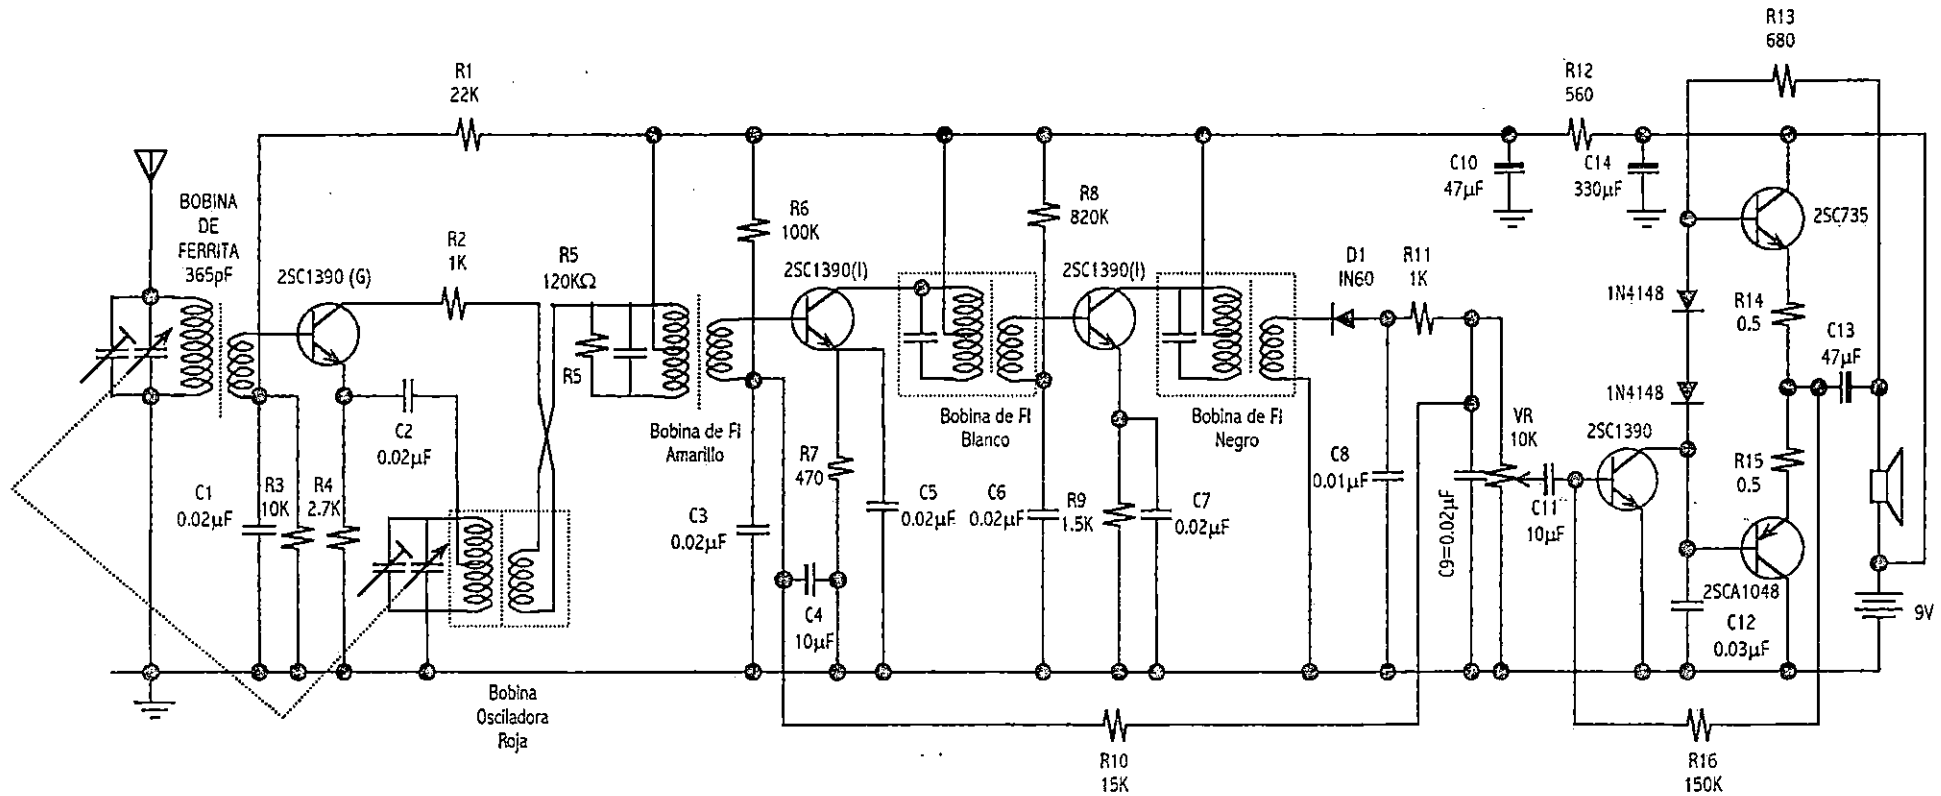 R13
680
R1
22K
R12
560
C10
47µF
C14
330µF
BOBINA
DE
FERRITA
365pF
R6
100K
R8
820K
2SC735
R2
1K
R5
120KΩ
2SC1390 (G)
2SC1390(I)
2SC1390(I)
D1
IN60
R11
1K
1N4148
R14
0.5
C13
47µF
R5
1N4148
C2
0.02µF
Bobina de FI
Amarillo
Bobina de FI
Blanco
Bobina de FI
Negro
VR
10K
2SC1390
R7
470
C8
0.01µF
R15
0.5
C1
0.02µF
R3
10K
R4
2.7K
C3
0.02µF
C5
0.02µF
C6
0.02µF
R9
1.5K
C7
0.02µF
C9=0.02µF
C11
10µF
C4
10µF
2SCA1048
C12
0.03µF
9V
Bobina
Osciladora
Roja
R10
15K
R16
150K